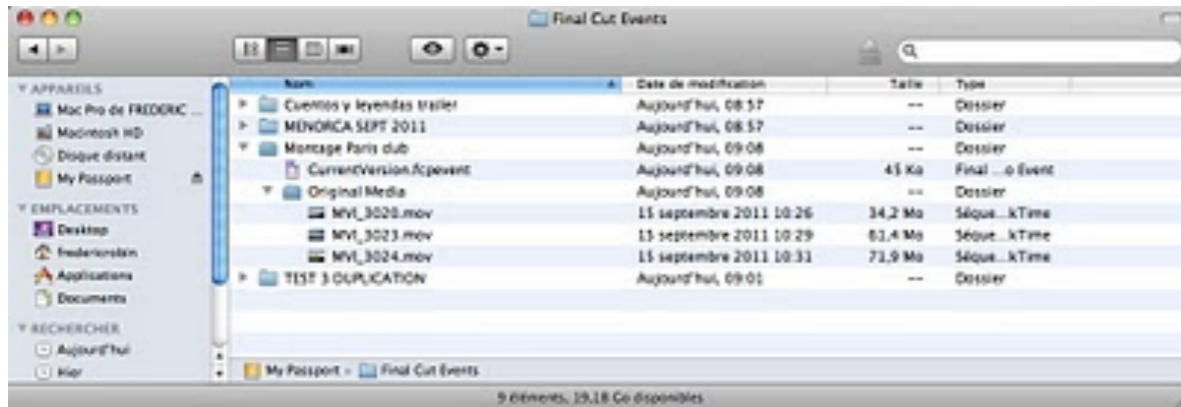 Final Cut Events
Nom Date de modification Taille Type
APPAREILS
Mac Pro de FREDERIC ...
Macintosh HD
Disque distant
My Passport
EMPLACEMENTS
Desktop
fredericrobin
Applications
Documents
RECHERCHER
Aujourd'hui
Hier
Cuentos y leyendas trailer Aujourd'hui, 08:57 -- Dossier
MENORCA SEPT 2011 Aujourd'hui, 08:57 -- Dossier
Montage Paris club Aujourd'hui, 09:08 -- Dossier
CurrentVersion.fcpevent Aujourd'hui, 09:08 45 Ko Final ...o Event
Original Media Aujourd'hui, 09:08 -- Dossier
MVI_3020.mov 15 septembre 2011 10:26 34,2 Mo Séque...kTime
MVI_3023.mov 15 septembre 2011 10:29 61,4 Mo Séque...kTime
MVI_3024.mov 15 septembre 2011 10:31 71,9 Mo Séque...kTime
TEST 3 DUPLICATION Aujourd'hui, 09:01 -- Dossier
My Passport ▸ Final Cut Events
9 éléments, 19,18 Go disponibles